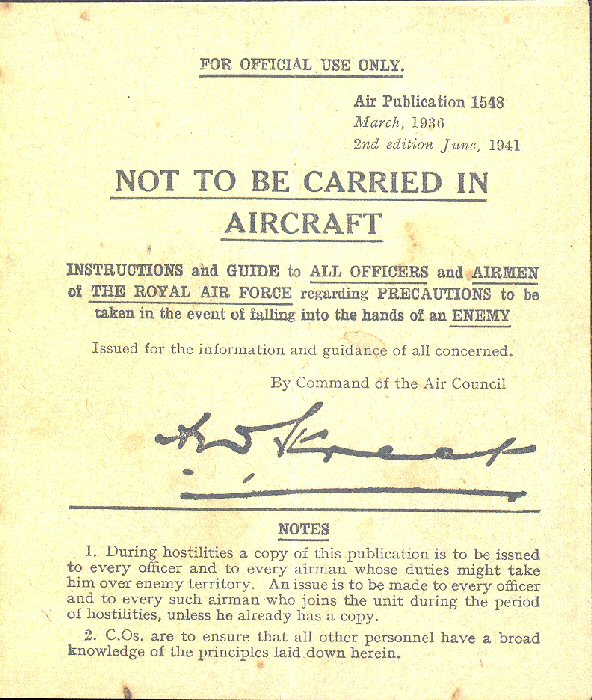 FOR OFFICIAL USE ONLY.
Air Publication 1548
March, 1936
2nd edition June, 1941
NOT TO BE CARRIED IN
AIRCRAFT
INSTRUCTIONS and GUIDE to ALL OFFICERS and AIRMEN
of THE ROYAL AIR FORCE regarding PRECAUTIONS to be
taken in the event of falling into the hands of an ENEMY
Issued for the information and guidance of all concerned.
By Command of the Air Council
NOTES
1. During hostilities a copy of this publication is to be issued
to every officer and to every airman whose duties might take
him over enemy territory. An issue is to be made to every officer
and to every such airman who joins the unit during the period
of hostilities, unless he already has a copy.
2. C.Os. are to ensure that all other personnel have a broad
knowledge of the principles laid down herein.